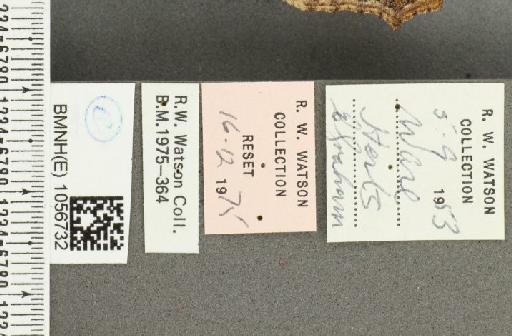 BMNH(E) 1056732
R.W. Watson Coll.
B.M.1975-364
R. W. WATSON
COLLECTION
RESET
16-12 1975
R. W. WATSON
COLLECTION
5.9 1953
Herts